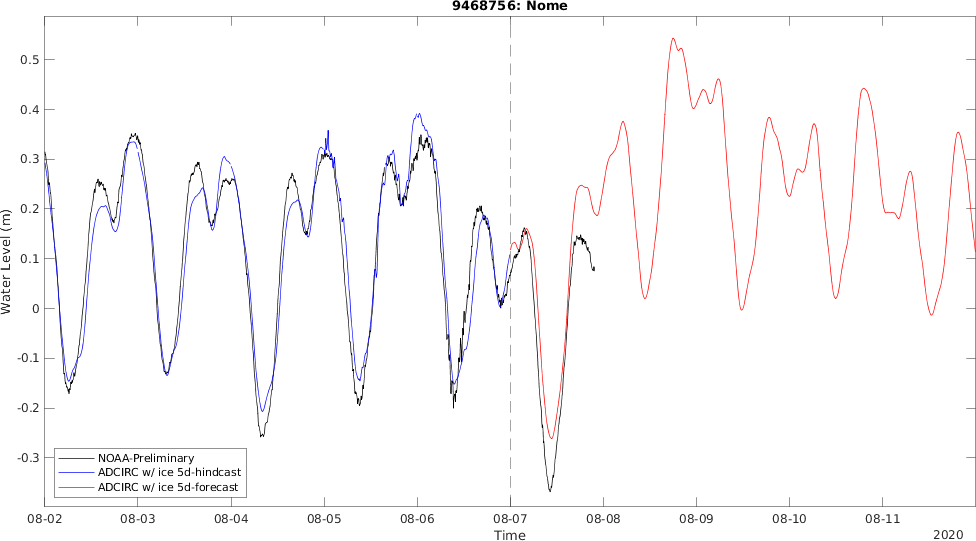 9468756: Nome
Water Level (m)
0.5
0.4
0.3
0.2
0.1
0
-0.1
-0.2
-0.3
NOAA-Preliminary
ADCIRC w/ ice 5d-hindcast
ADCIRC w/ ice 5d-forecast
08-02 08-03 08-04 08-05 08-06 08-07 08-08 08-09 08-10 08-11
Time
2020